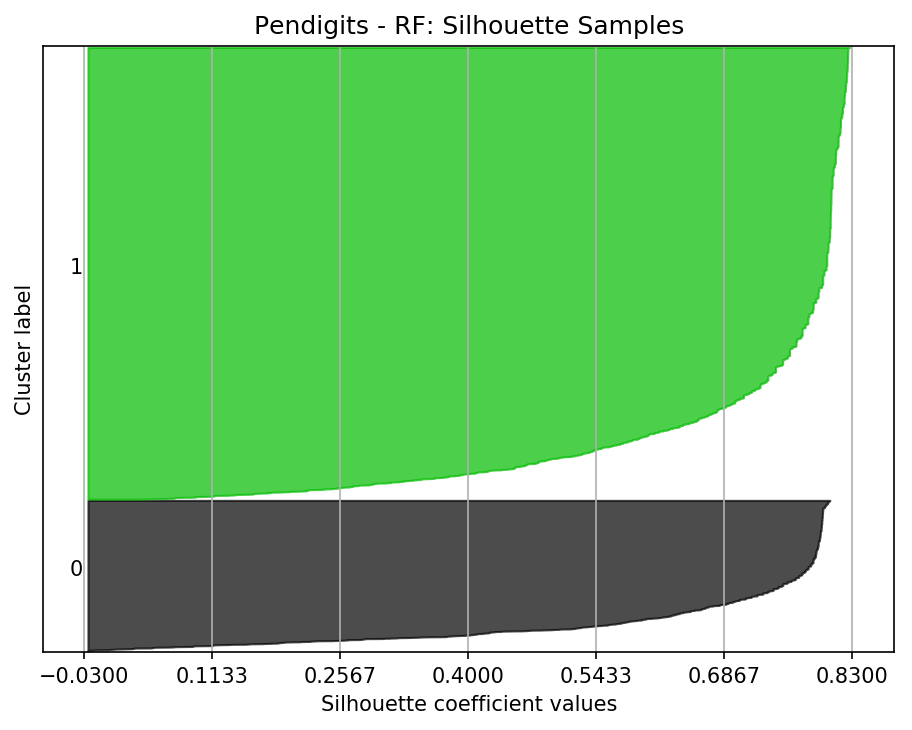 Pendigits - RF: Silhouette Samples
Cluster label
1
0
−0.0300 0.1133 0.2567 0.4000 0.5433 0.6867 0.8300
Silhouette coefficient values